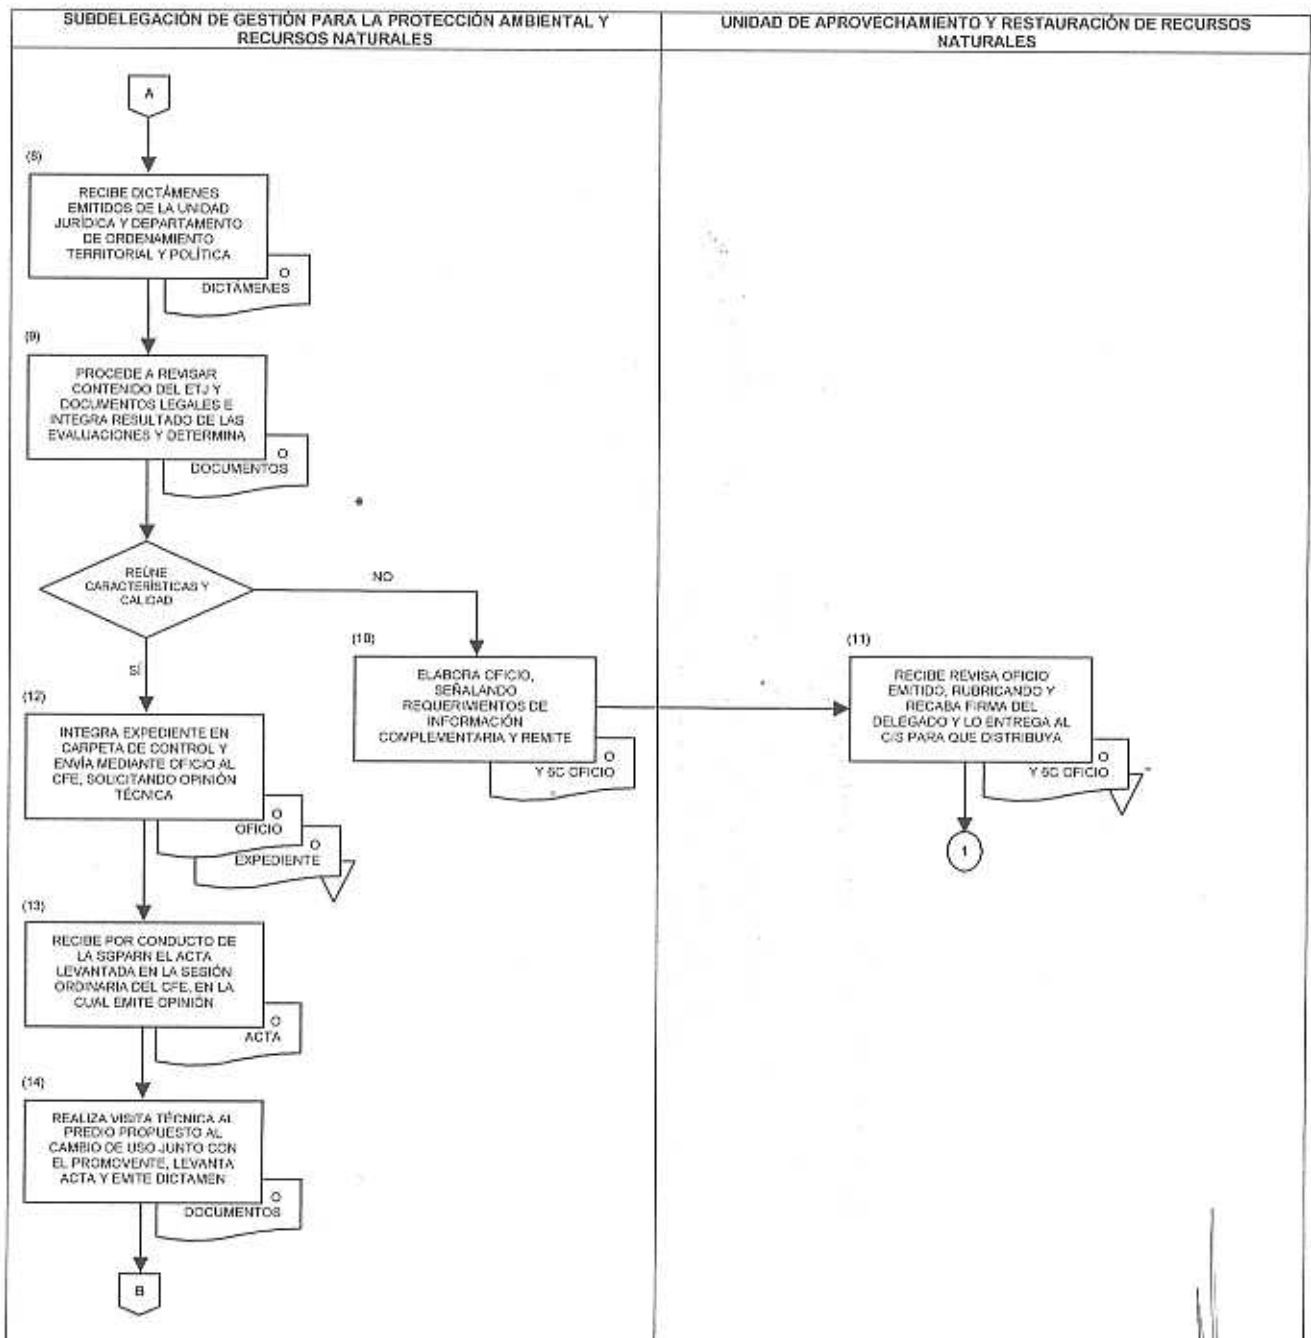 SUBDELEGACIÓN DE GESTIÓN PARA LA PROTECCIÓN AMBIENTAL Y
RECURSOS NATURALES
UNIDAD DE APROVECHAMIENTO Y RESTAURACIÓN DE RECURSOS
NATURALES
A
(8)
RECIBE DICTÁMENES
EMITIDOS DE LA UNIDAD
JURÍDICA Y DEPARTAMENTO
DE ORDENAMIENTO
TERRITORIAL Y POLÍTICA
O
DICTÁMENES
(9)
PROCEDE A REVISAR
CONTENIDO DEL ETJ Y
DOCUMENTOS LEGALES E
INTEGRA RESULTADO DE LAS
EVALUACIONES Y DETERMINA
O
DOCUMENTOS
REÚNE
CARACTERÍSTICAS Y
CALIDAD
NO
SÍ
(10)
ELABORA OFICIO,
SEÑALANDO
REQUERIMIENTOS DE
INFORMACIÓN
COMPLEMENTARIA Y REMITE
O
Y 5C OFICIO
(11)
RECIBE REVISA OFICIO
EMITIDO, RUBRICANDO Y
RECABA FIRMA DEL
DELEGADO Y LO ENTREGA AL
C/S PARA QUE DISTRIBUYA
O
Y 5C OFICIO
1
(12)
INTEGRA EXPEDIENTE EN
CARPETA DE CONTROL Y
ENVÍA MEDIANTE OFICIO AL
CFE, SOLICITANDO OPINIÓN
TÉCNICA
O
OFICIO
O
EXPEDIENTE
(13)
RECIBE POR CONDUCTO DE
LA SGPARN EL ACTA
LEVANTADA EN LA SESIÓN
ORDINARIA DEL CFE, EN LA
CUAL EMITE OPINIÓN
O
ACTA
(14)
REALIZA VISITA TÉCNICA AL
PREDIO PROPUESTO AL
CAMBIO DE USO JUNTO CON
EL PROMOVENTE, LEVANTA
ACTA Y EMITE DICTAMEN
O
DOCUMENTOS
B